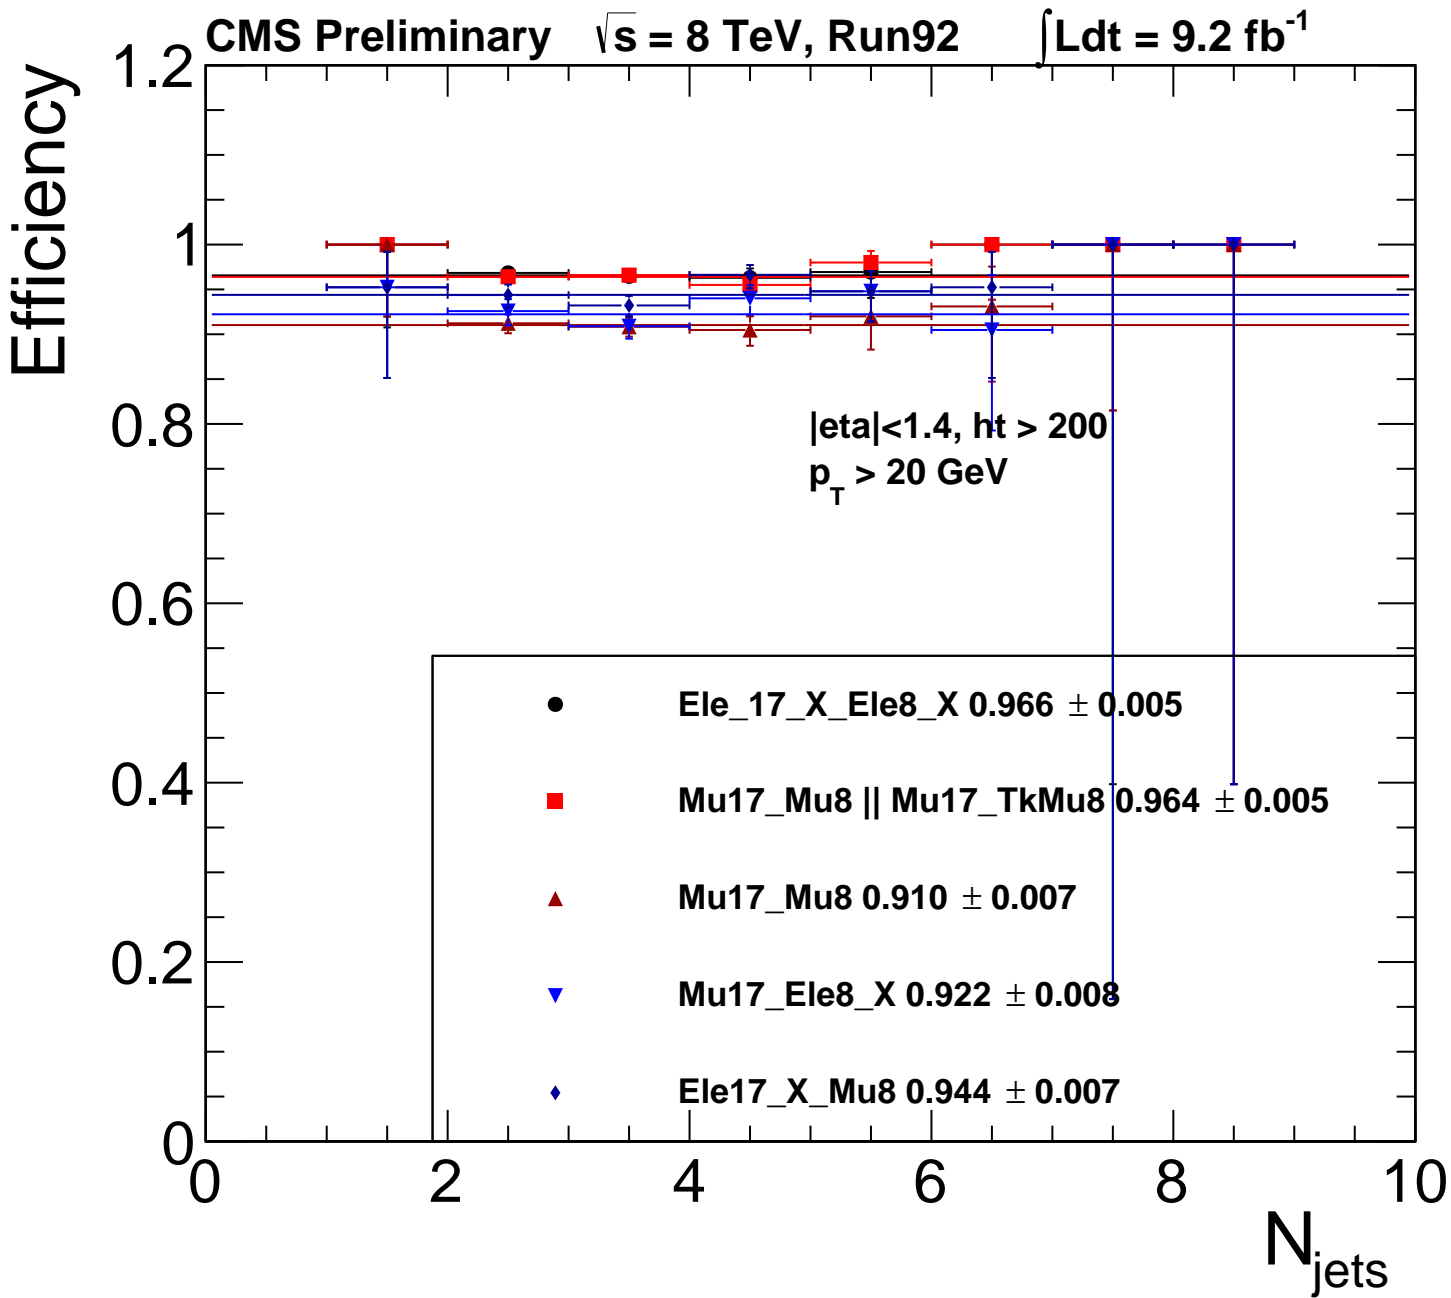 CMS Preliminary √s = 8 TeV, Run92 ∫Ldt = 9.2 fb⁻¹
Efficiency
1.2
1
0.8
0.6
0.4
0.2
0
|eta|<1.4, ht > 200
p_T > 20 GeV
Ele_17_X_Ele8_X 0.966 ± 0.005
Mu17_Mu8 || Mu17_TkMu8 0.964 ± 0.005
Mu17_Mu8 0.910 ± 0.007
Mu17_Ele8_X 0.922 ± 0.008
Ele17_X_Mu8 0.944 ± 0.007
0 2 4 6 8 10
N_jets